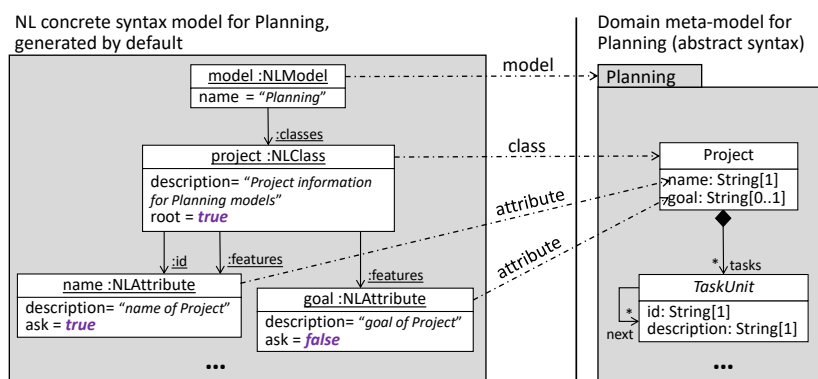 NL concrete syntax model for Planning,
generated by default
model :NLModel
name = “Planning”
:classes
project :NLClass
description= “Project information
for Planning models”
root = true
:id
:features
:features
name :NLAttribute
description= “name of Project”
ask = true
goal :NLAttribute
description= “goal of Project”
ask = false
...
model
class
attribute
attribute
Domain meta-model for
Planning (abstract syntax)
Planning
Project
name: String[1]
goal: String[0..1]
* tasks
TaskUnit
id: String[1]
description: String[1]
*
next
...